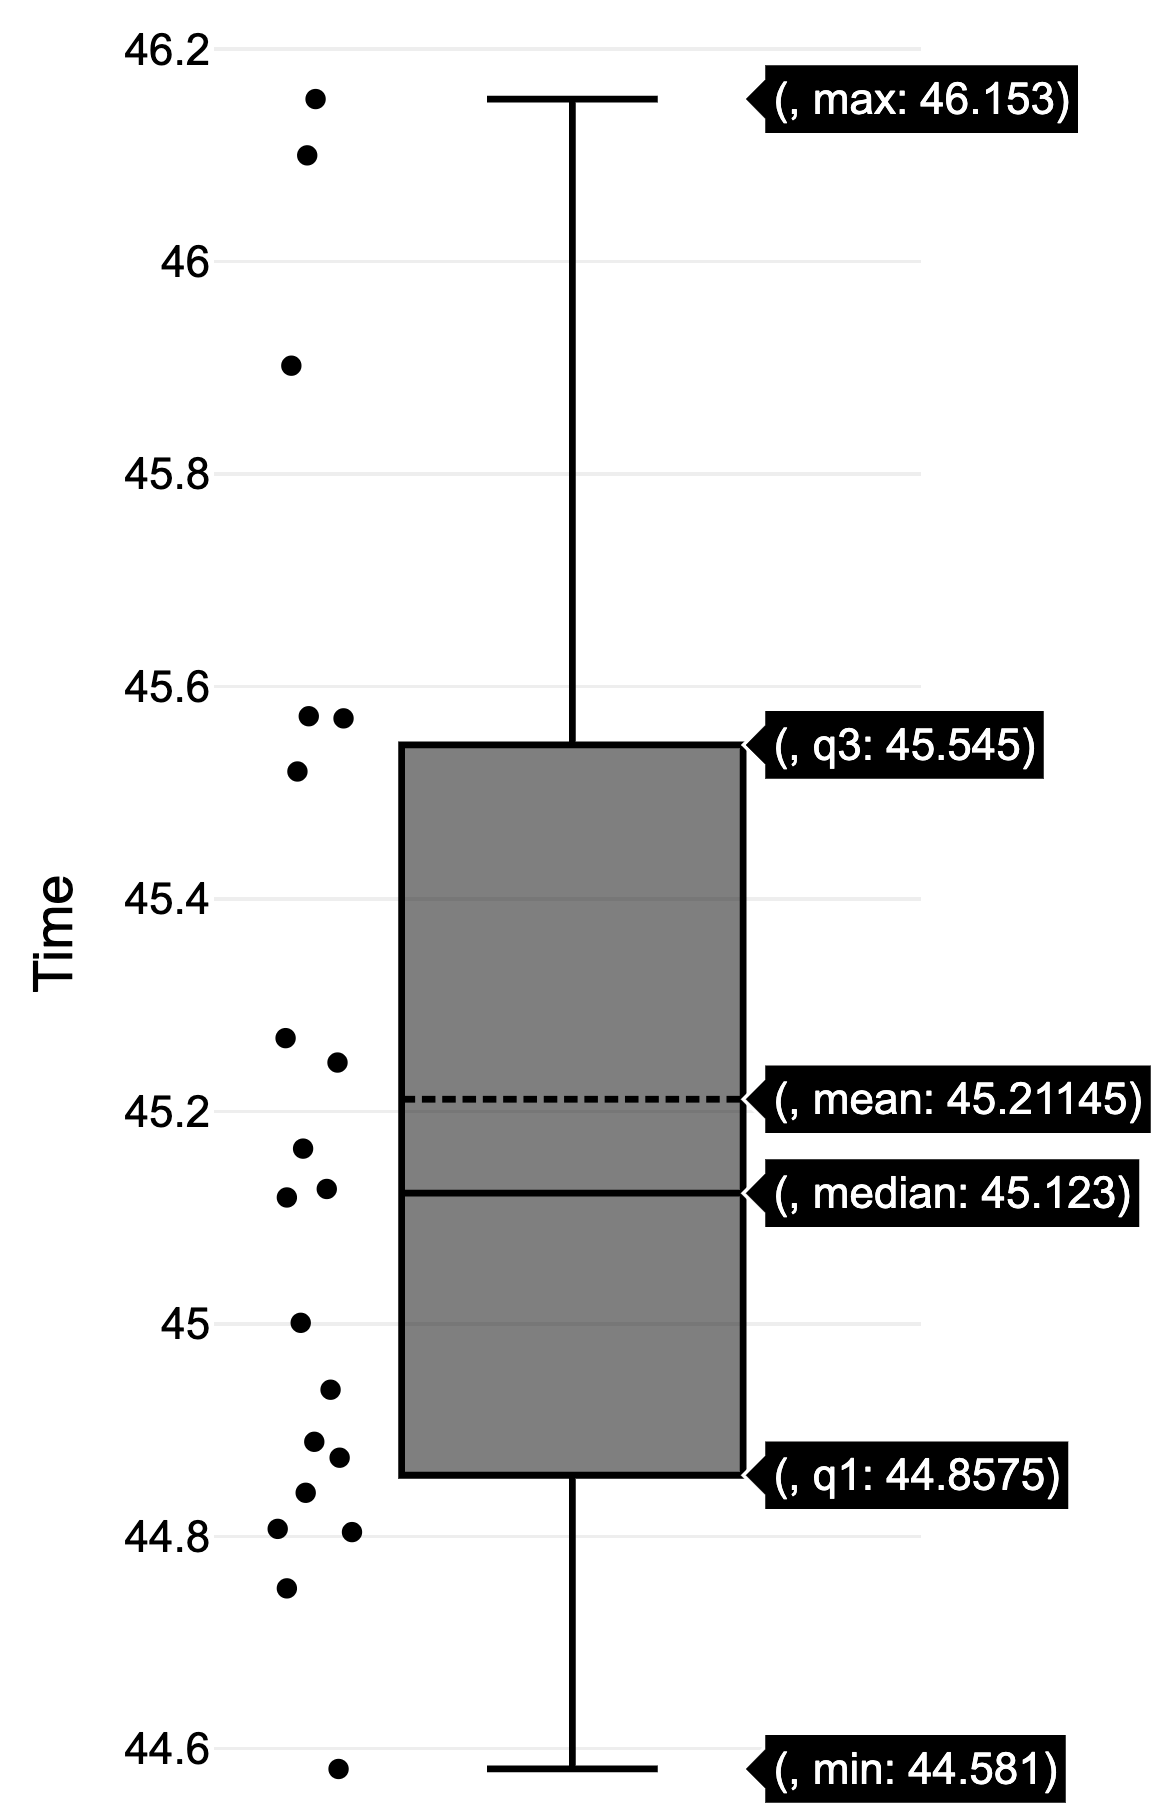 46.2
(, max: 46.153)
46
45.8
45.6
(, q3: 45.545)
45.4
Time
45.2
(, mean: 45.21145)
(, median: 45.123)
45
(, q1: 44.8575)
44.8
44.6
(, min: 44.581)